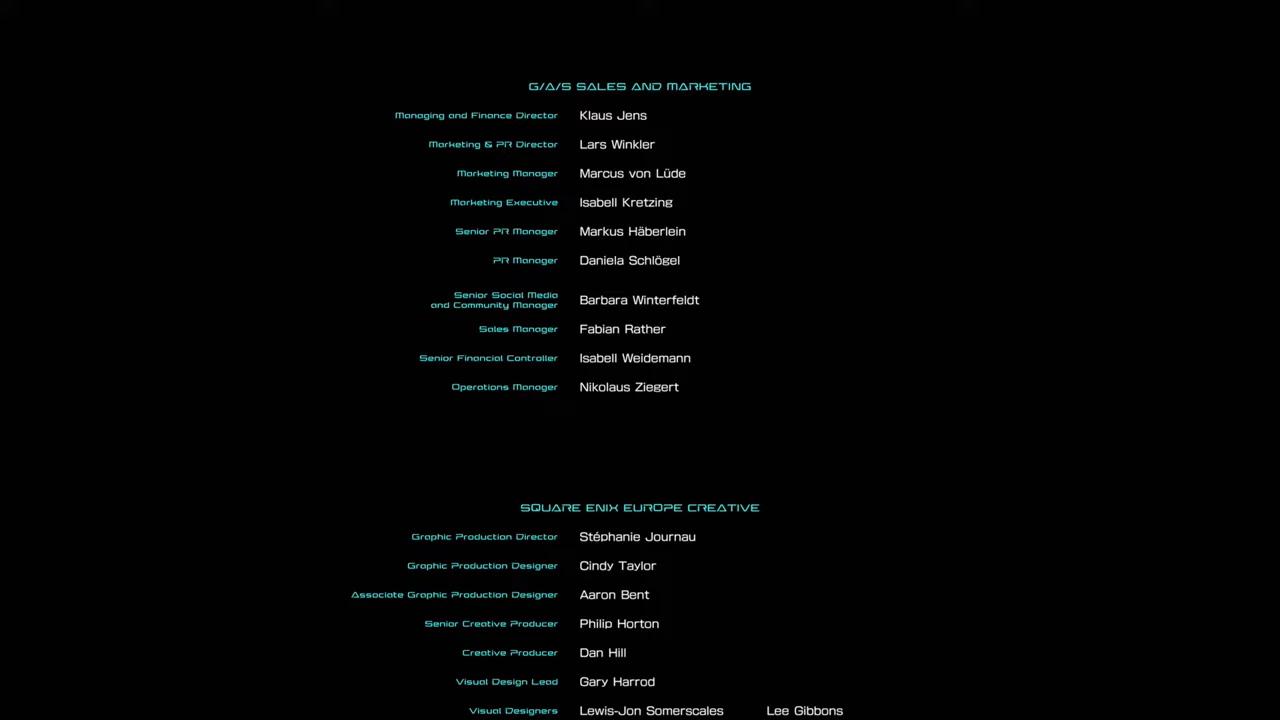 G/A/S SALES AND MARKETING
Managing and Finance Director Klaus Jens
Marketing & PR Director Lars Winkler
Marketing Manager Marcus von Lüde
Marketing Executive Isabell Kretzing
Senior PR Manager Markus Häberlein
PR Manager Daniela Schlögel
Senior Social Media
and Community Manager Barbara Winterfeldt
Sales Manager Fabian Rather
Senior Financial Controller Isabell Weidemann
Operations Manager Nikolaus Ziegert
SQUARE ENIX EUROPE CREATIVE
Graphic Production Director Stéphanie Journau
Graphic Production Designer Cindy Taylor
Associate Graphic Production Designer Aaron Bent
Senior Creative Producer Philip Horton
Creative Producer Dan Hill
Visual Design Lead Gary Harrod
Visual Designers Lewis-Jon Somerscales Lee Gibbons